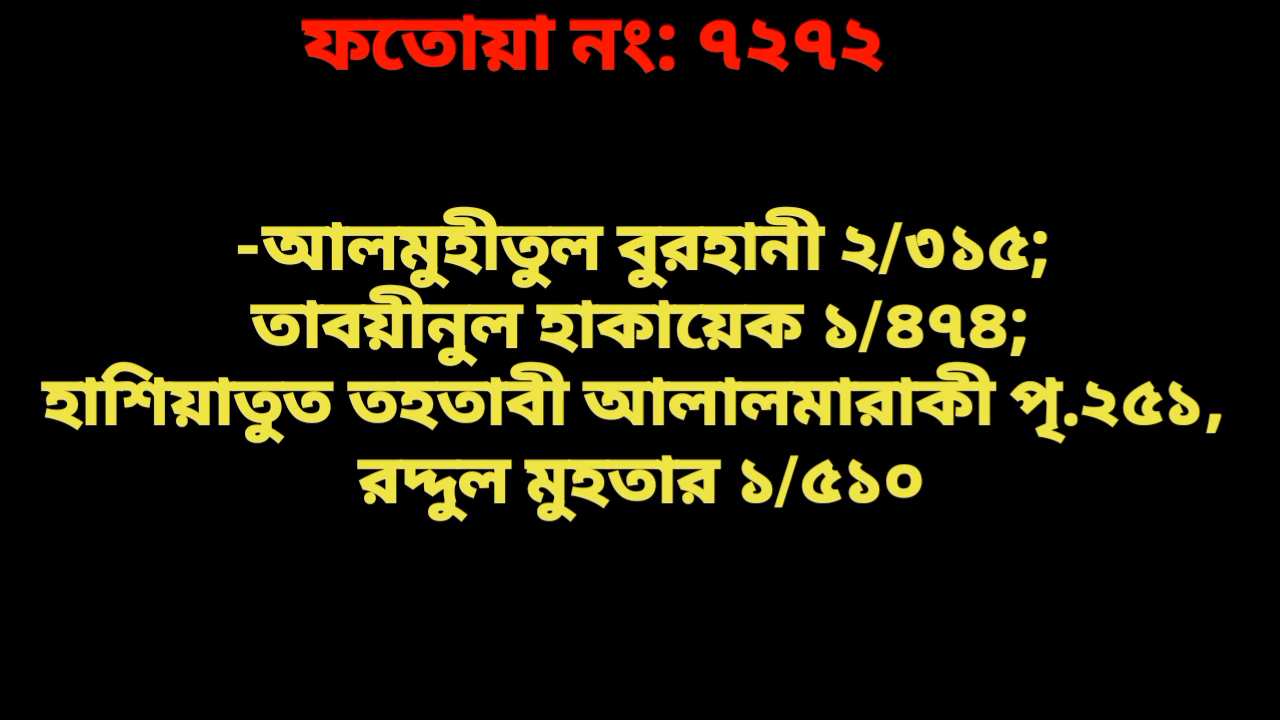 ফতোয়া নং: ৭২৭২
-আলমুহীতুল বুরহানী ২/৩১৫;
তাবয়ীনুল হাকায়েক ১/৪৭৪;
হাশিয়াতুত তহতাবী আলালমারাকী পৃ.২৫১,
রদ্দুল মুহতার ১/৫১০